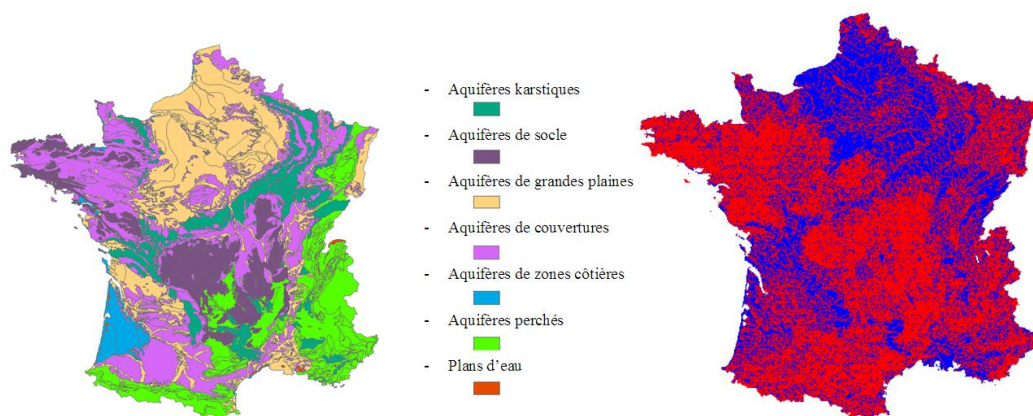 - Aquifères karstiques
- Aquifères de socle
- Aquifères de grandes plaines
- Aquifères de couvertures
- Aquifères de zones côtières
- Aquifères perchés
- Plans d'eau